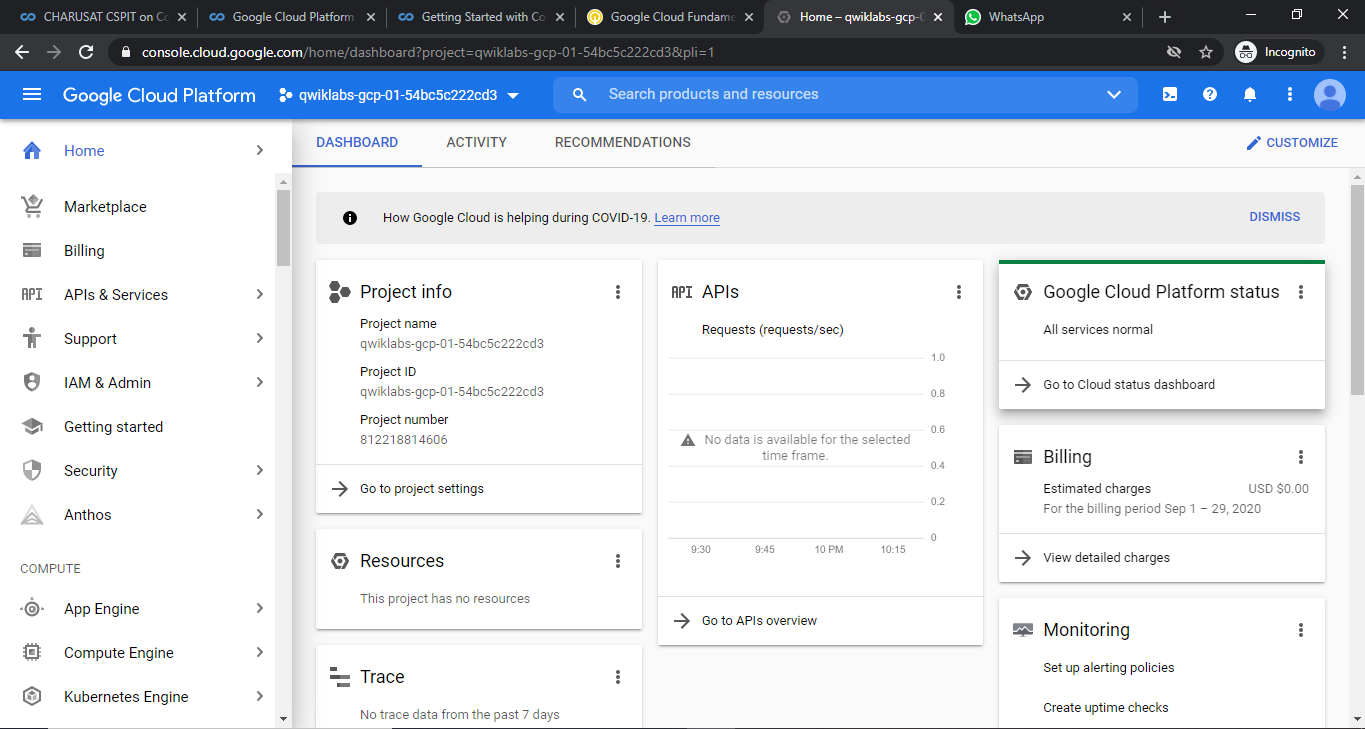 CHARUSAT CSPIT on Co
Google Cloud Platform
Getting Started with Co
Google Cloud Fundame
Home – qwiklabs-gcp-0
WhatsApp
console.cloud.google.com/home/dashboard?project=qwiklabs-gcp-01-54bc5c222cd3&pli=1
Incognito
Google Cloud Platform
qwiklabs-gcp-01-54bc5c222cd3
Search products and resources
Home
Marketplace
Billing
API APIs & Services
Support
IAM & Admin
Getting started
Security
Anthos
COMPUTE
App Engine
Compute Engine
Kubernetes Engine
DASHBOARD
ACTIVITY
RECOMMENDATIONS
CUSTOMIZE
How Google Cloud is helping during COVID-19. Learn more
DISMISS
Project info
Project name
qwiklabs-gcp-01-54bc5c222cd3
Project ID
qwiklabs-gcp-01-54bc5c222cd3
Project number
812218814606
Go to project settings
Resources
This project has no resources
Trace
No trace data from the past 7 days
API APIs
Requests (requests/sec)
1.0
0.8
0.6
0.4
0.2
0
No data is available for the selected
time frame.
9:30
9:45
10 PM
10:15
Go to APIs overview
Google Cloud Platform status
All services normal
Go to Cloud status dashboard
Billing
Estimated charges
USD $0.00
For the billing period Sep 1 – 29, 2020
View detailed charges
Monitoring
Set up alerting policies
Create uptime checks